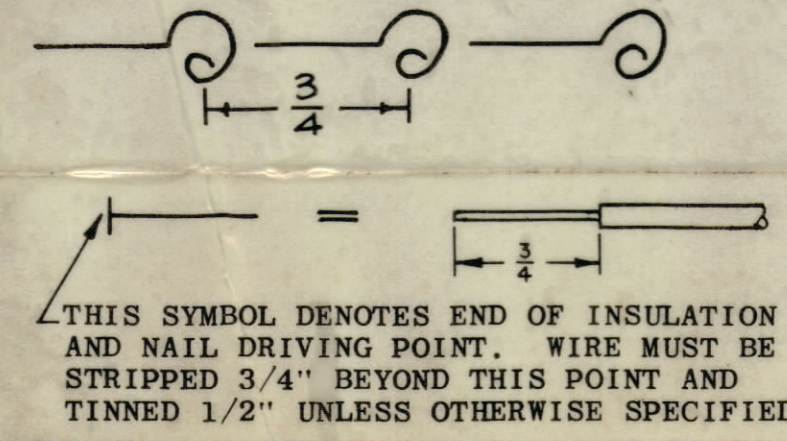 3/4
=
3/4
THIS SYMBOL DENOTES END OF INSULATION
AND NAIL DRIVING POINT. WIRE MUST BE
STRIPPED 3/4" BEYOND THIS POINT AND
TINNED 1/2" UNLESS OTHERWISE SPECIFIED